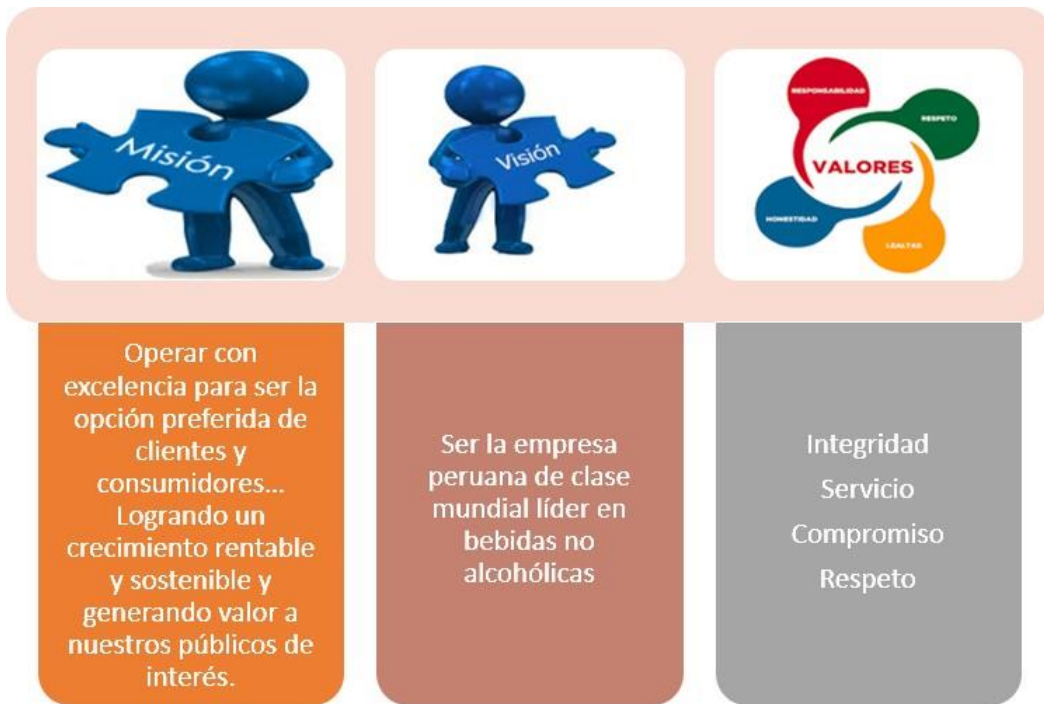 Misión
Visión
RESPONSABILIDAD
RESPETO
VALORES
HONESTIDAD
LEALTAD
Operar con
excelencia para ser la
opción preferida de
clientes y
consumidores...
Logrando un
crecimiento rentable
y sostenible y
generando valor a
nuestros públicos de
interés.
Ser la empresa
peruana de clase
mundial líder en
bebidas no
alcohólicas
Integridad
Servicio
Compromiso
Respeto